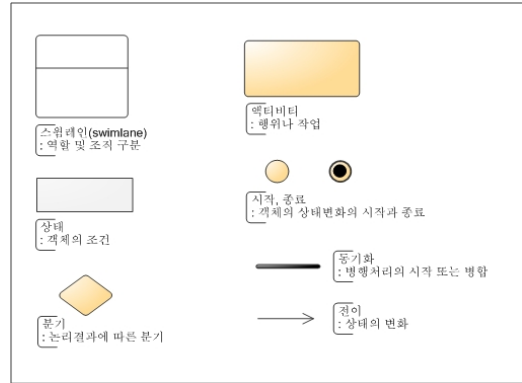 스윔레인(swimlane)
: 역할 및 조직 구분
액티비티
: 행위나 작업
상태
: 객체의 조건
시작, 종료
: 객체의 상태변화의 시작과 종료
분기
: 논리결과에 따른 분기
동기화
: 병행처리의 시작 또는 병합
전이
: 상태의 변화